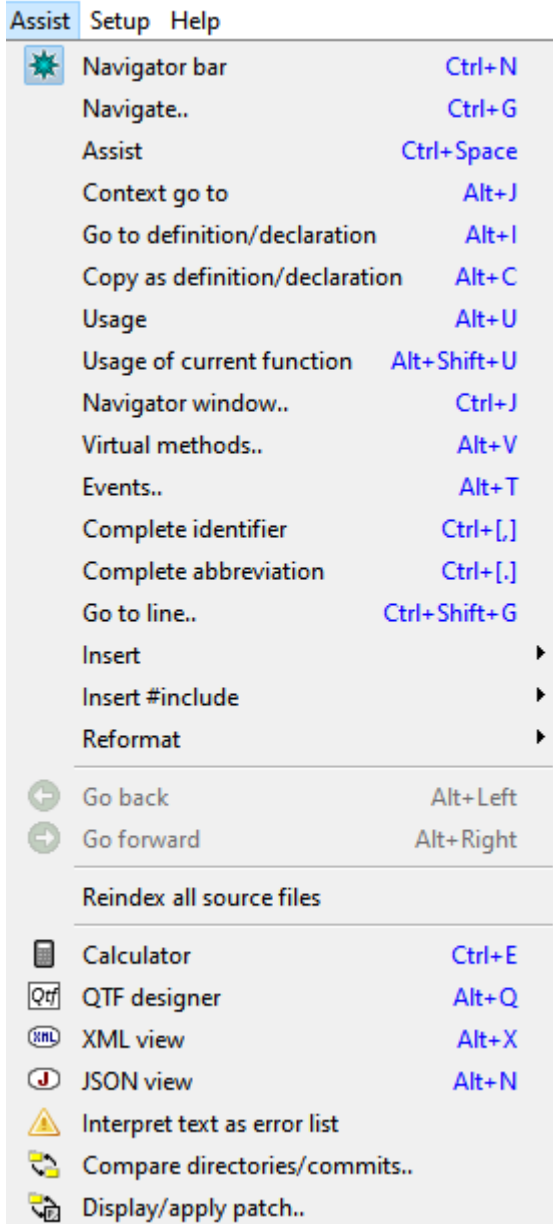 Assist Setup Help
Navigator bar Ctrl+N
Navigate.. Ctrl+G
Assist Ctrl+Space
Context go to Alt+J
Go to definition/declaration Alt+I
Copy as definition/declaration Alt+C
Usage Alt+U
Usage of current function Alt+Shift+U
Navigator window.. Ctrl+J
Virtual methods.. Alt+V
Events.. Alt+T
Complete identifier Ctrl+[,]
Complete abbreviation Ctrl+[.]
Go to line.. Ctrl+Shift+G
Insert
Insert #include
Reformat
Go back Alt+Left
Go forward Alt+Right
Reindex all source files
Calculator Ctrl+E
Qtf QTF designer Alt+Q
XML XML view Alt+X
J JSON view Alt+N
Interpret text as error list
Compare directories/commits..
Display/apply patch..